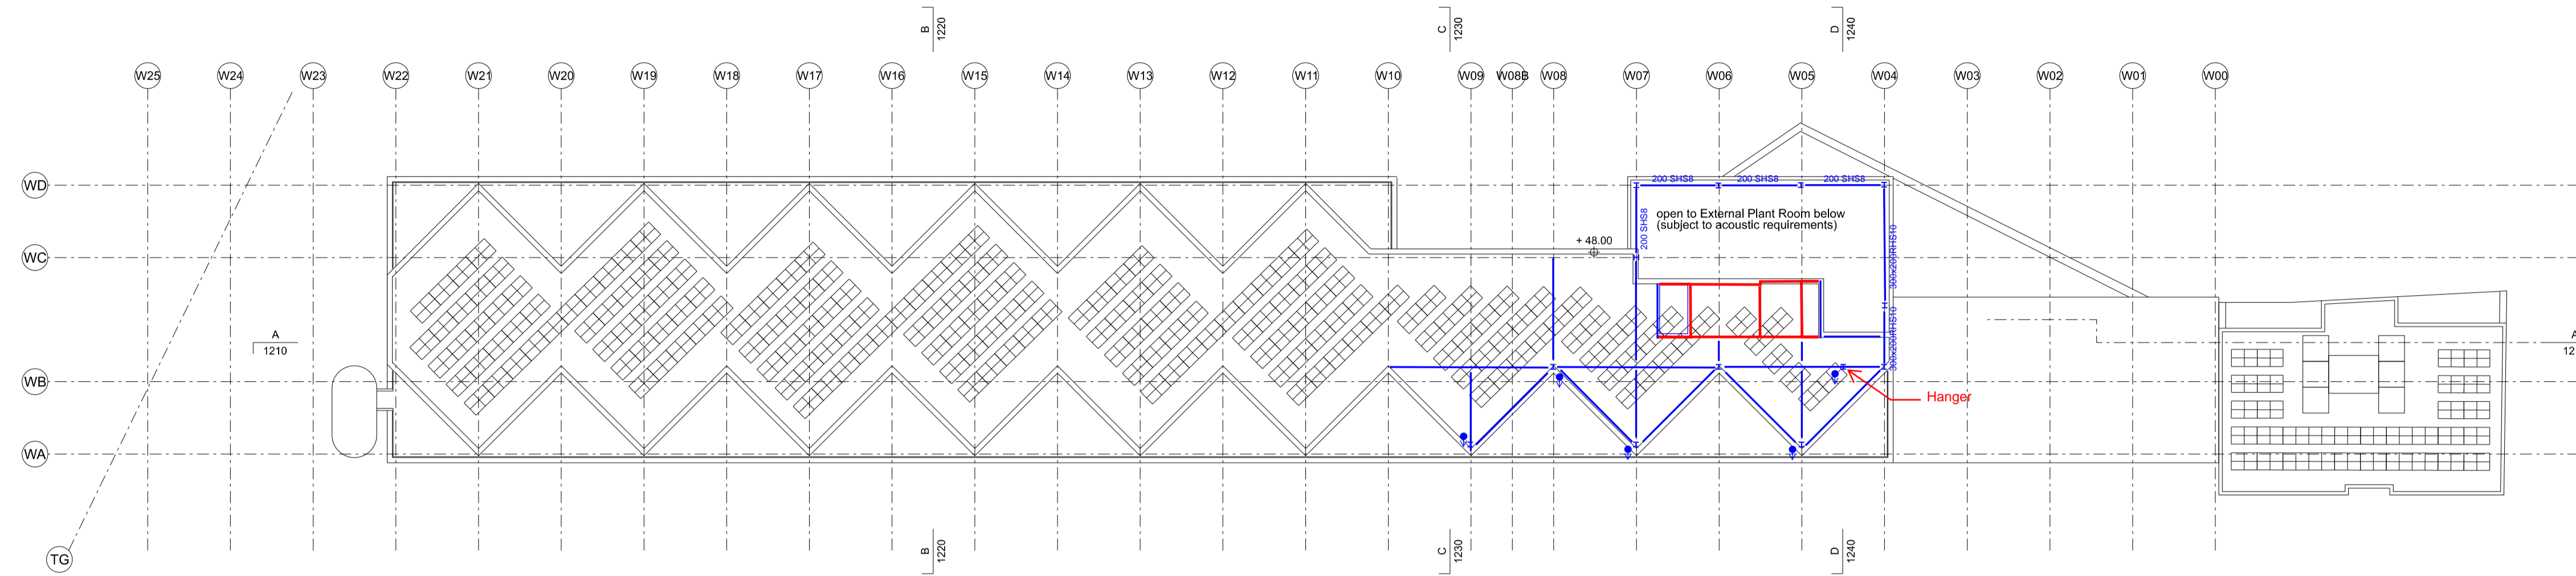 B
1220
C
1230
D
1240
W25
W24
W23
W22
W21
W20
W19
W18
W17
W16
W15
W14
W13
W12
W11
W10
W09
W08B
W08
W07
W06
W05
W04
W03
W02
W01
W00
WD
200 SHS8
200 SHS8
200 SHS8
200 SHS8
open to External Plant Room below
(subject to acoustic requirements)
+ 48.00
WC
300x200RHS10
300x200RHS10
A
1210
A
12
WB
Hanger
WA
B
1220
C
1230
D
1240
TG